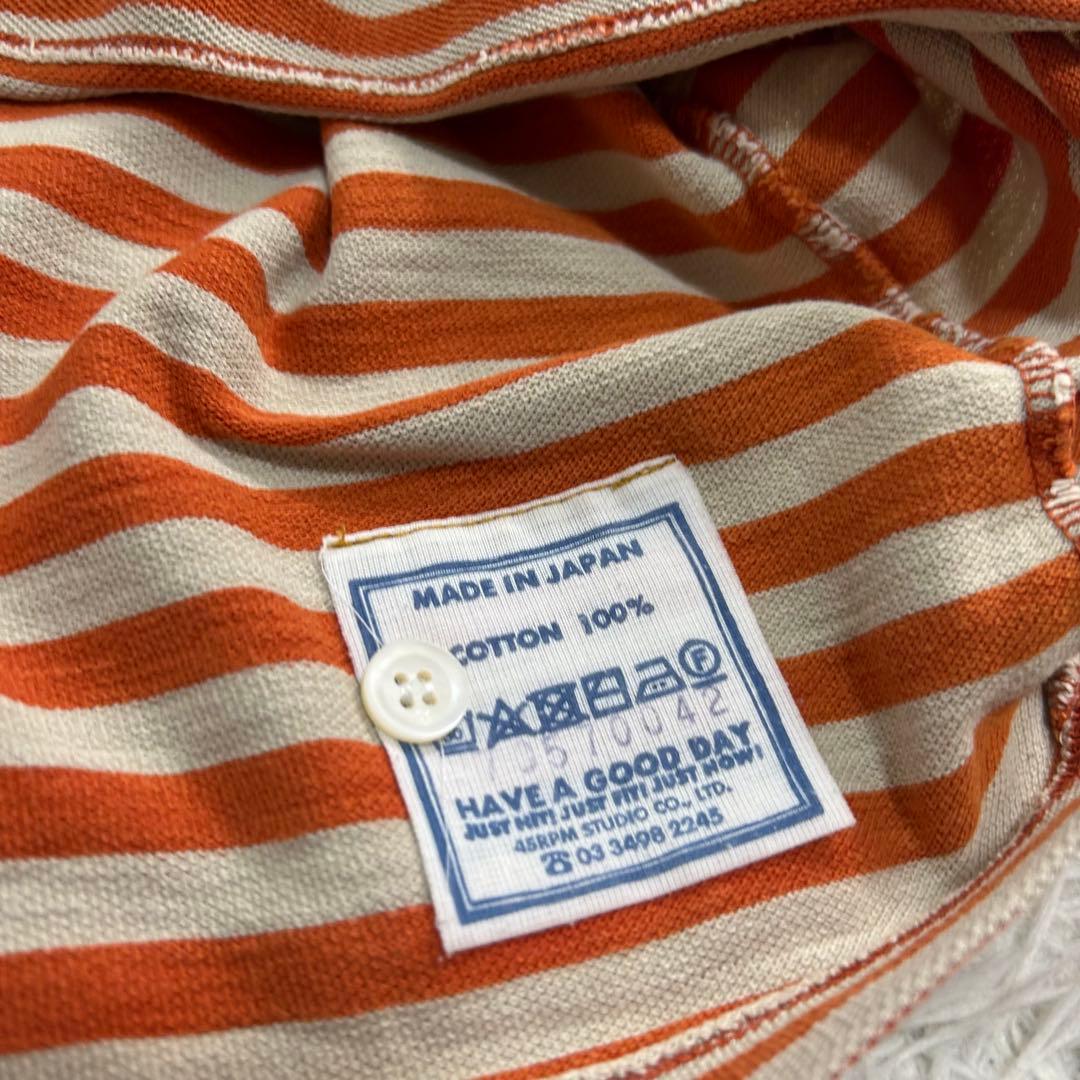 MADE IN JAPAN
COTTON 100%
F
HAVE A GOOD DAY
JUST HIT! JUST FIT! JUST NOW!
45RPM STUDIO CO., LTD.
☎ 03 3498 2245